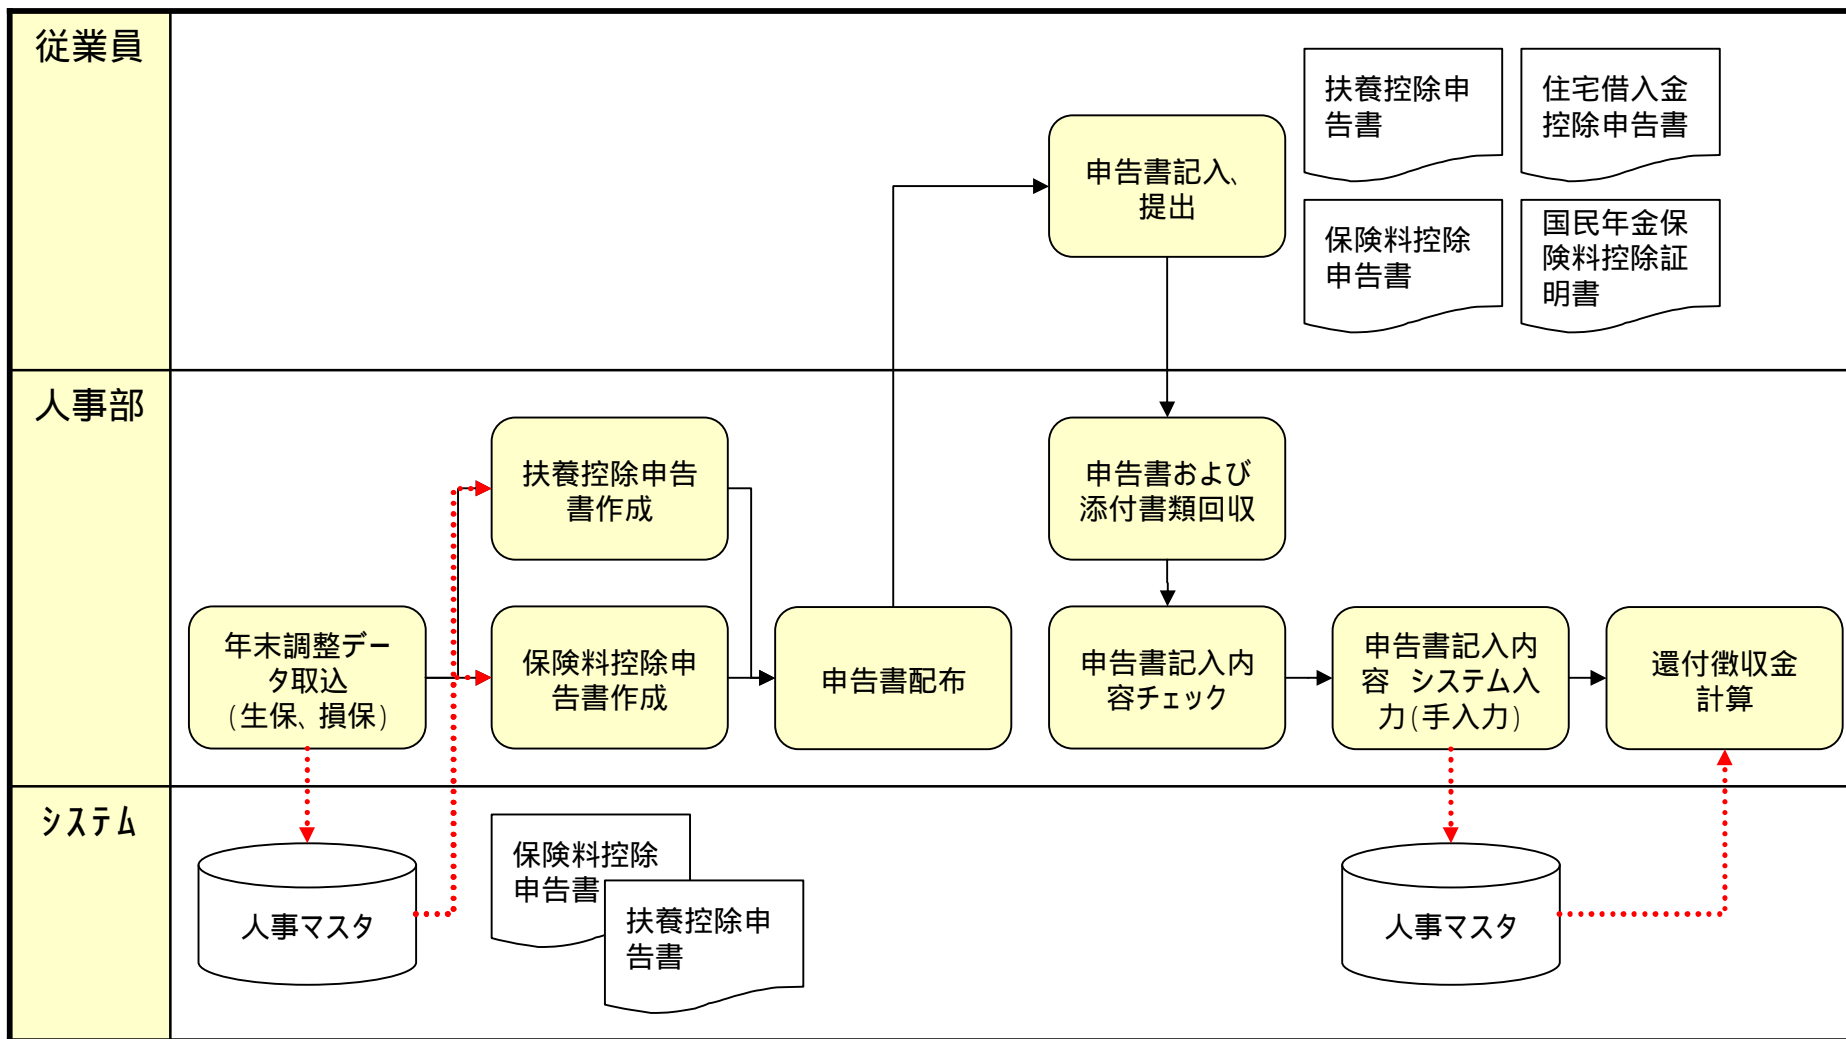 従業員
扶養控除申
告書
住宅借入金
控除申告書
申告書記入、
提出
保険料控除
申告書
国民年金保
険料控除証
明書
人事部
扶養控除申告
書作成
申告書および
添付書類回収
年末調整デー
タ取込
(生保、損保)
保険料控除申
告書作成
申告書配布
申告書記入内
容チェック
申告書記入内
容 システム入
力(手入力)
還付徴収金
計算
システム
人事マスタ
保険料控除
申告書
扶養控除申
告書
人事マスタ